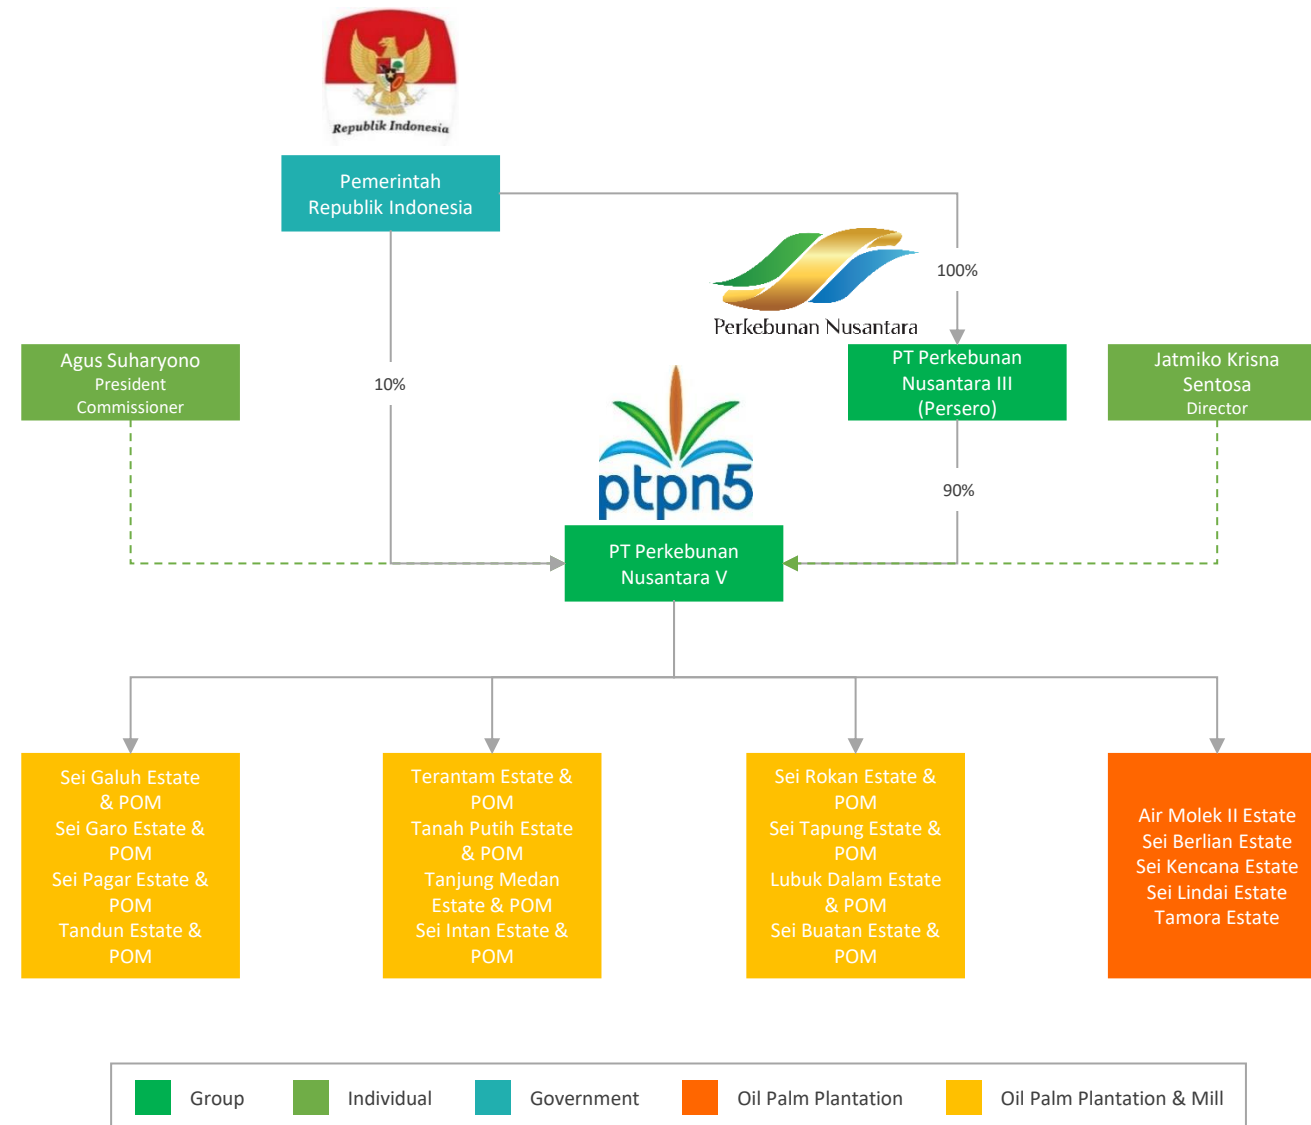 Republik Indonesia
Pemerintah
Republik Indonesia
100%
Perkebunan Nusantara
Agus Suharyono
President
Commissioner
10%
PT Perkebunan
Nusantara III
(Persero)
Jatmiko Krisna
Sentosa
Director
ptpn5
90%
PT Perkebunan
Nusantara V
Sei Galuh Estate
& POM
Sei Garo Estate &
POM
Sei Pagar Estate &
POM
Tandun Estate &
POM
Terantam Estate &
POM
Tanah Putih Estate
& POM
Tanjung Medan
Estate & POM
Sei Intan Estate &
POM
Sei Rokan Estate &
POM
Sei Tapung Estate &
POM
Lubuk Dalam Estate
& POM
Sei Buatan Estate &
POM
Air Molek II Estate
Sei Berlian Estate
Sei Kencana Estate
Sei Lindai Estate
Tamora Estate
Group
Individual
Government
Oil Palm Plantation
Oil Palm Plantation & Mill